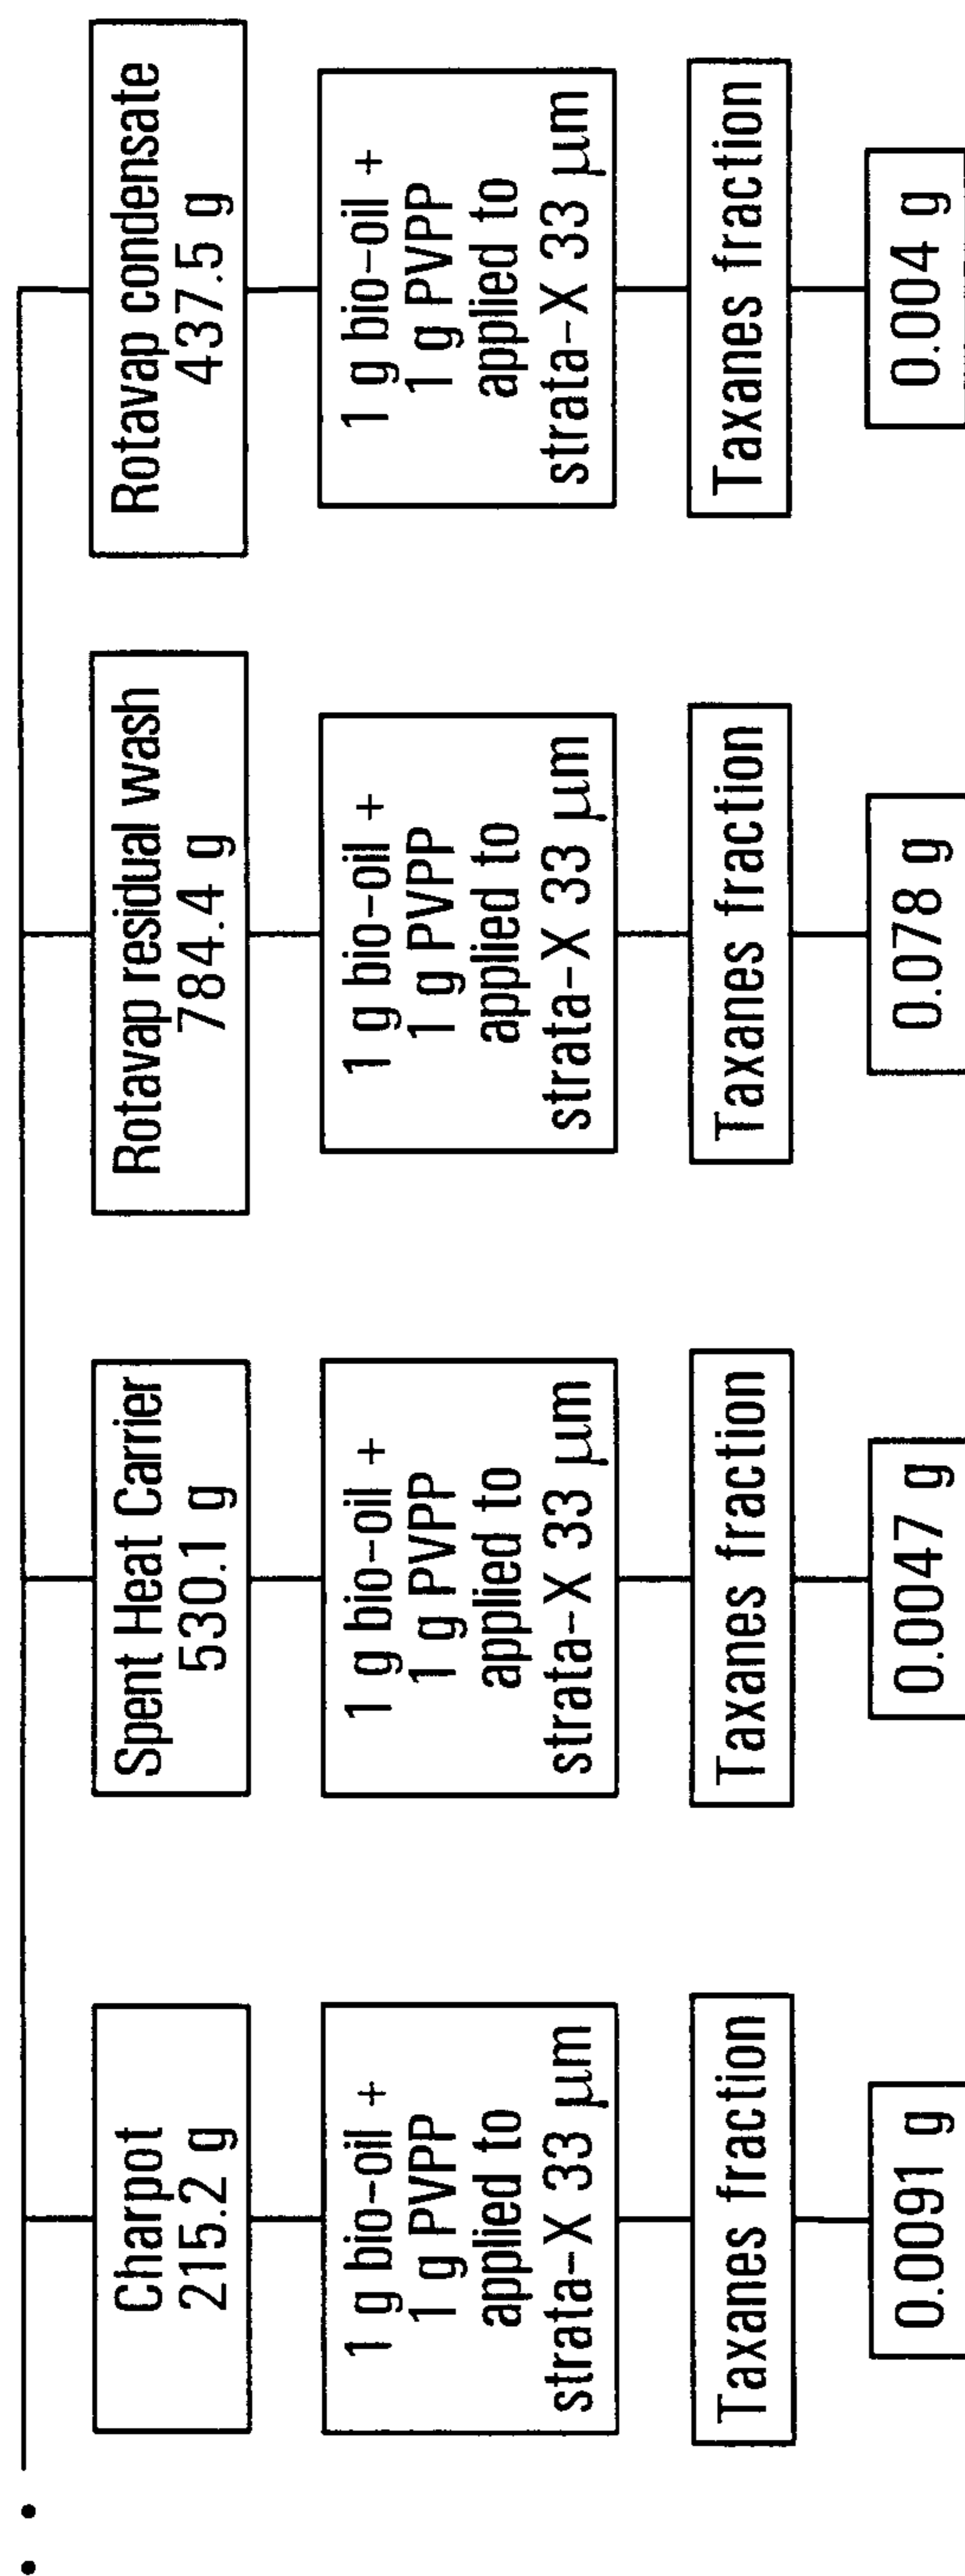 Charpot
215.2 g
1 g bio-oil +
1 g PVPP
applied to
strata-X 33 µm
Taxanes fraction
0.0091 g
Spent Heat Carrier
530.1 g
1 g bio-oil +
1 g PVPP
applied to
strata-X 33 µm
Taxanes fraction
0.0047 g
Rotavap residual wash
784.4 g
1 g bio-oil +
1 g PVPP
applied to
strata-X 33 µm
Taxanes fraction
0.078 g
Rotavap condensate
437.5 g
1 g bio-oil +
1 g PVPP
applied to
strata-X 33 µm
Taxanes fraction
0.004 g